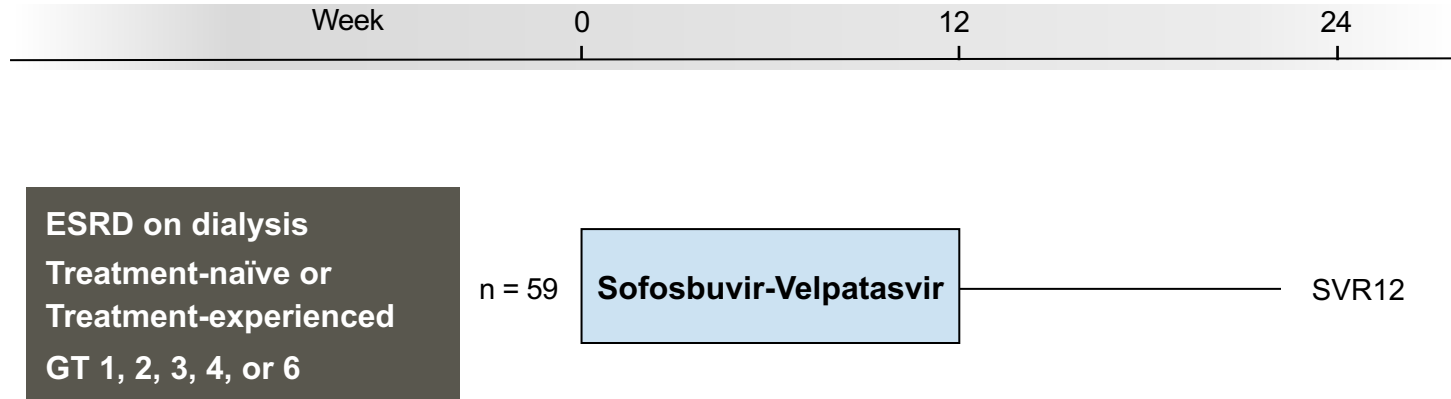 Week 0 12 24
ESRD on dialysis
Treatment-naïve or
Treatment-experienced
GT 1, 2, 3, 4, or 6
n = 59
Sofosbuvir-Velpatasvir
SVR12